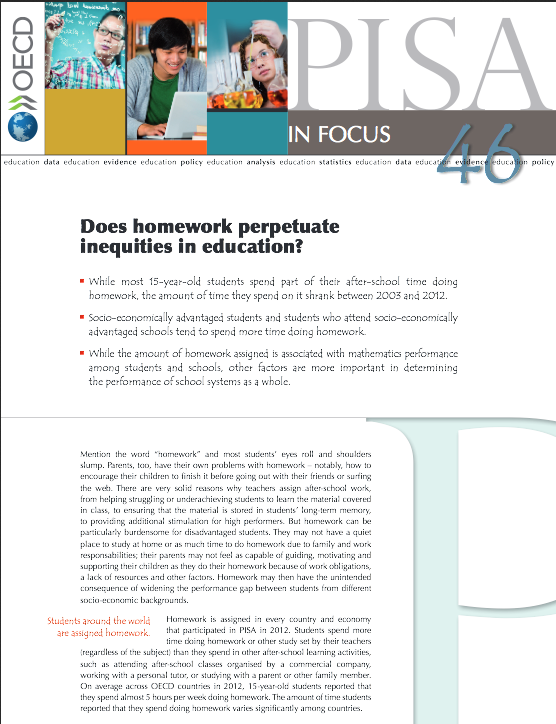 OECD
PISA
IN FOCUS
46
education data education evidence education policy education analysis education statistics education data education evidence education policy
Does homework perpetuate
inequities in education?
While most 15-year-old students spend part of their after-school time doing
homework, the amount of time they spend on it shrank between 2003 and 2012.
Socio-economically advantaged students and students who attend socio-economically
advantaged schools tend to spend more time doing homework.
While the amount of homework assigned is associated with mathematics performance
among students and schools, other factors are more important in determining
the performance of school systems as a whole.
Mention the word “homework” and most students’ eyes roll and shoulders
slump. Parents, too, have their own problems with homework – notably, how to
encourage their children to finish it before going out with their friends or surfing
the web. There are very solid reasons why teachers assign after-school work,
from helping struggling or underachieving students to learn the material covered
in class, to ensuring that the material is stored in students’ long-term memory,
to providing additional stimulation for high performers. But homework can be
particularly burdensome for disadvantaged students. They may not have a quiet
place to study at home or as much time to do homework due to family and work
responsibilities; their parents may not feel as capable of guiding, motivating and
supporting their children as they do their homework because of work obligations,
a lack of resources and other factors. Homework may then have the unintended
consequence of widening the performance gap between students from different
socio-economic backgrounds.
Students around the world
are assigned homework.
Homework is assigned in every country and economy
that participated in PISA in 2012. Students spend more
time doing homework or other study set by their teachers
(regardless of the subject) than they spend in other after-school learning activities,
such as attending after-school classes organised by a commercial company,
working with a personal tutor, or studying with a parent or other family member.
On average across OECD countries in 2012, 15-year-old students reported that
they spend almost 5 hours per week doing homework. The amount of time students
reported that they spend doing homework varies significantly among countries.